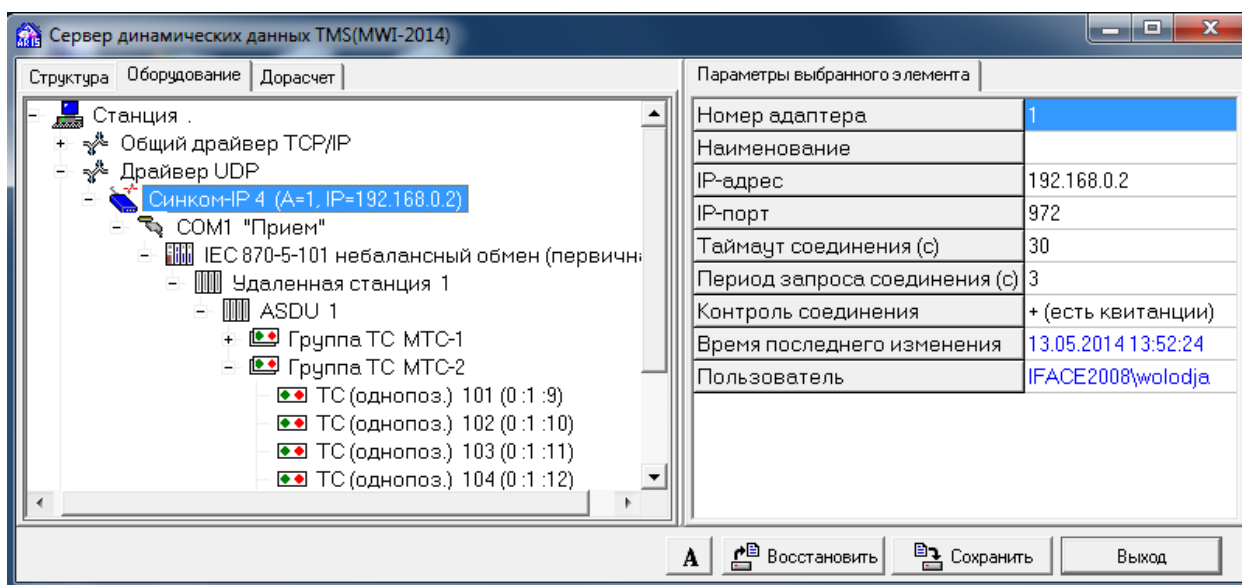 Сервер динамических данных TMS(MWI-2014)
Структура Оборудование Дорасчет
Станция .
Общий драйвер TCP/IP
Драйвер UDP
Синком-IP 4 (A=1, IP=192.168.0.2)
COM1 "Прием"
IEC 870-5-101 небалансный обмен (первичн
Удаленная станция 1
ASDU 1
Группа ТС МТС-1
Группа ТС МТС-2
ТС (однопоз.) 101 (0 :1 :9)
ТС (однопоз.) 102 (0 :1 :10)
ТС (однопоз.) 103 (0 :1 :11)
ТС (однопоз.) 104 (0 :1 :12)
Параметры выбранного элемента
Номер адаптера 1
Наименование
IP-адрес 192.168.0.2
IP-порт 972
Таймаут соединения (с) 30
Период запроса соединения (с) 3
Контроль соединения + (есть квитанции)
Время последнего изменения 13.05.2014 13:52:24
Пользователь IFACE2008\wolodja
A Восстановить Сохранить Выход